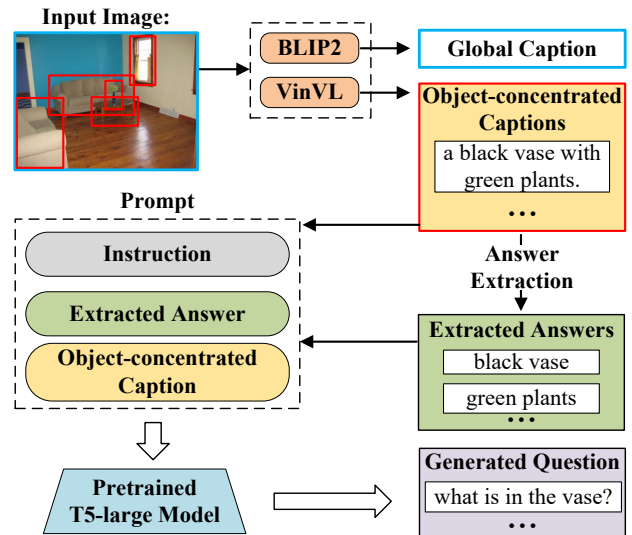 Input Image:
BLIP2
VinVL
Global Caption
Object-concentrated
Captions
a black vase with
green plants.
...
Prompt
Instruction
Extracted Answer
Object-concentrated
Caption
Answer
Extraction
Extracted Answers
black vase
green plants
...
Pretrained
T5-large Model
Generated Question
what is in the vase?
...